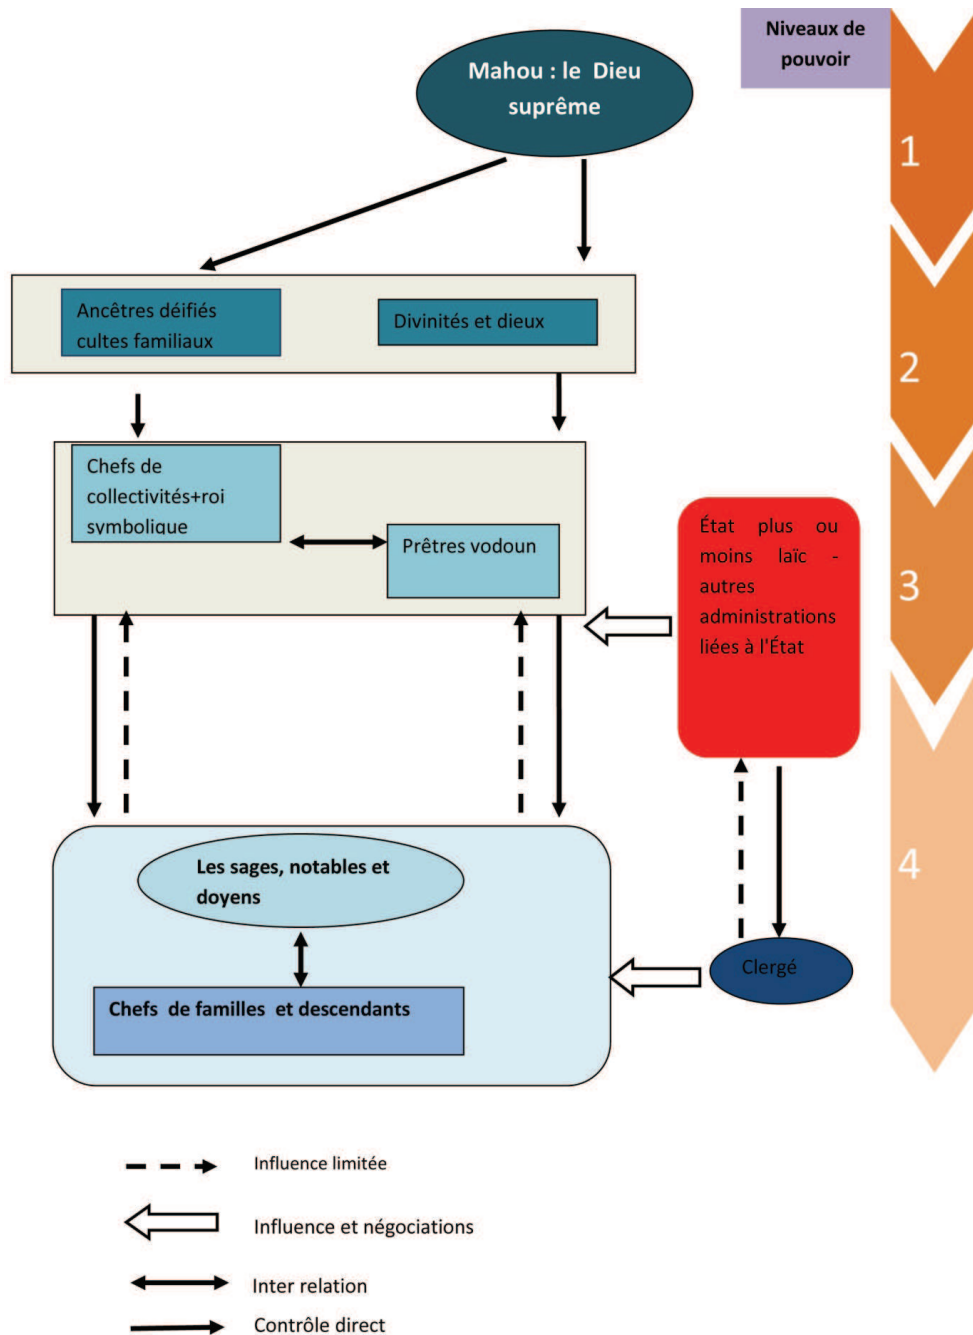 Niveaux de
pouvoir
Mahou : le Dieu
suprême
1
Ancêtres déifiés
cultes familiaux
Divinités et dieux
2
Chefs de
collectivités+roi
symbolique
Prêtres vodoun
État plus ou
moins laïc -
autres
administrations
liées à l'État
3
Les sages, notables et
doyens
4
Clergé
Chefs de familles et descendants
Influence limitée
Influence et négociations
Inter relation
Contrôle direct